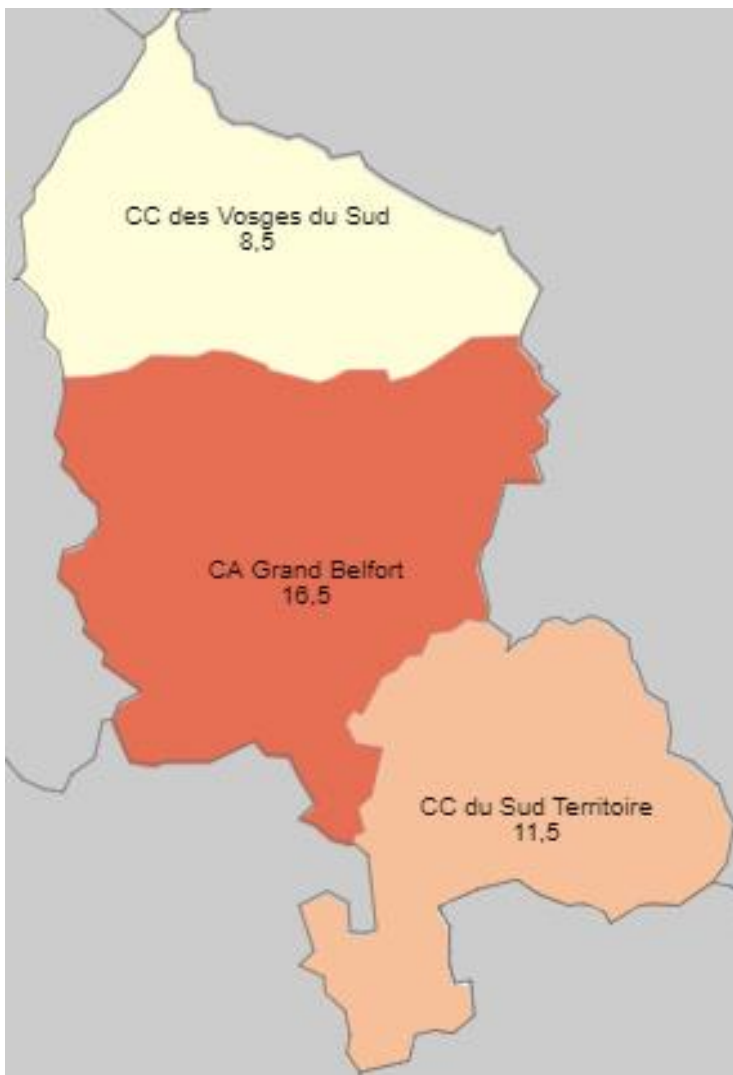 CC des Vosges du Sud
8,5
CA Grand Belfort
16,5
CC du Sud Territoire
11,5